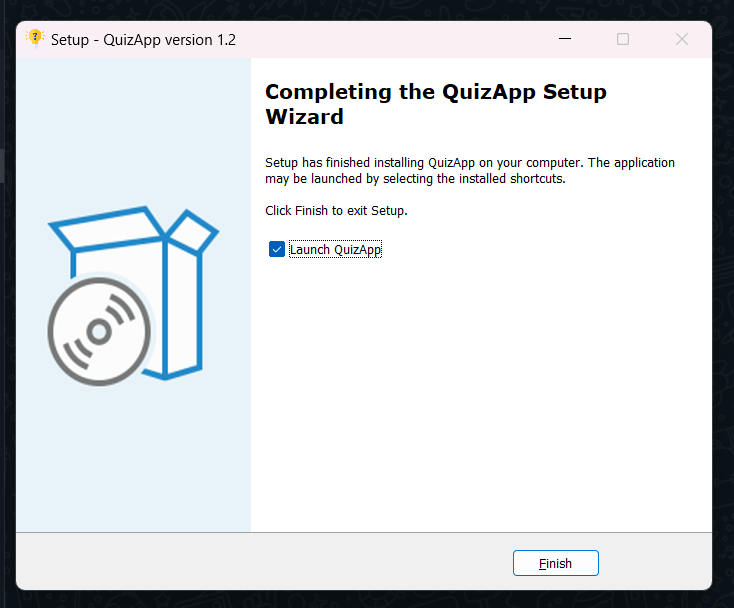 Setup - QuizApp version 1.2
Completing the QuizApp Setup
Wizard
Setup has finished installing QuizApp on your computer. The application
may be launched by selecting the installed shortcuts.
Click Finish to exit Setup.
Launch QuizApp
Finish